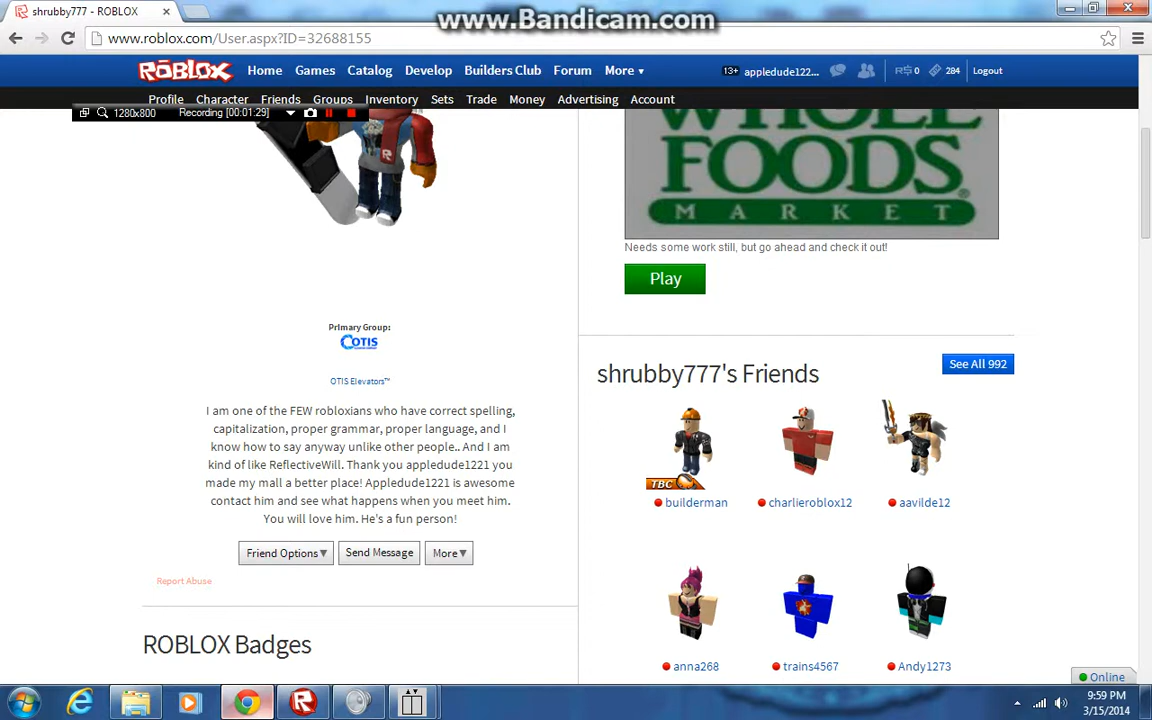 shrubby777 - ROBLOX
www.Bandicam.com
www.roblox.com/User.aspx?ID=32688155
ROBLOX Home Games Catalog Develop Builders Club Forum More 13+ appledude122... R$ 0 284 Logout
Profile Character Friends Groups Inventory Sets Trade Money Advertising Account
1280x800 Recording [00:01:29]
WHOLE
FOODS
MARKET
Needs some work still, but go ahead and check it out!
Play
Primary Group:
OTIS
OTIS Elevators™
I am one of the FEW robloxians who have correct spelling,
capitalization, proper grammar, proper language, and I
know how to say anyway unlike other people.. And I am
kind of like ReflectiveWill. Thank you appledude1221 you
made my mall a better place! Appledude1221 is awesome
contact him and see what happens when you meet him.
You will love him. He's a fun person!
Friend Options Send Message More
Report Abuse
ROBLOX Badges
shrubby777's Friends
See All 992
TBC
builderman charlieroblox12 aavilde12
anna268 trains4567 Andy1273
Online
9:59 PM
3/15/2014